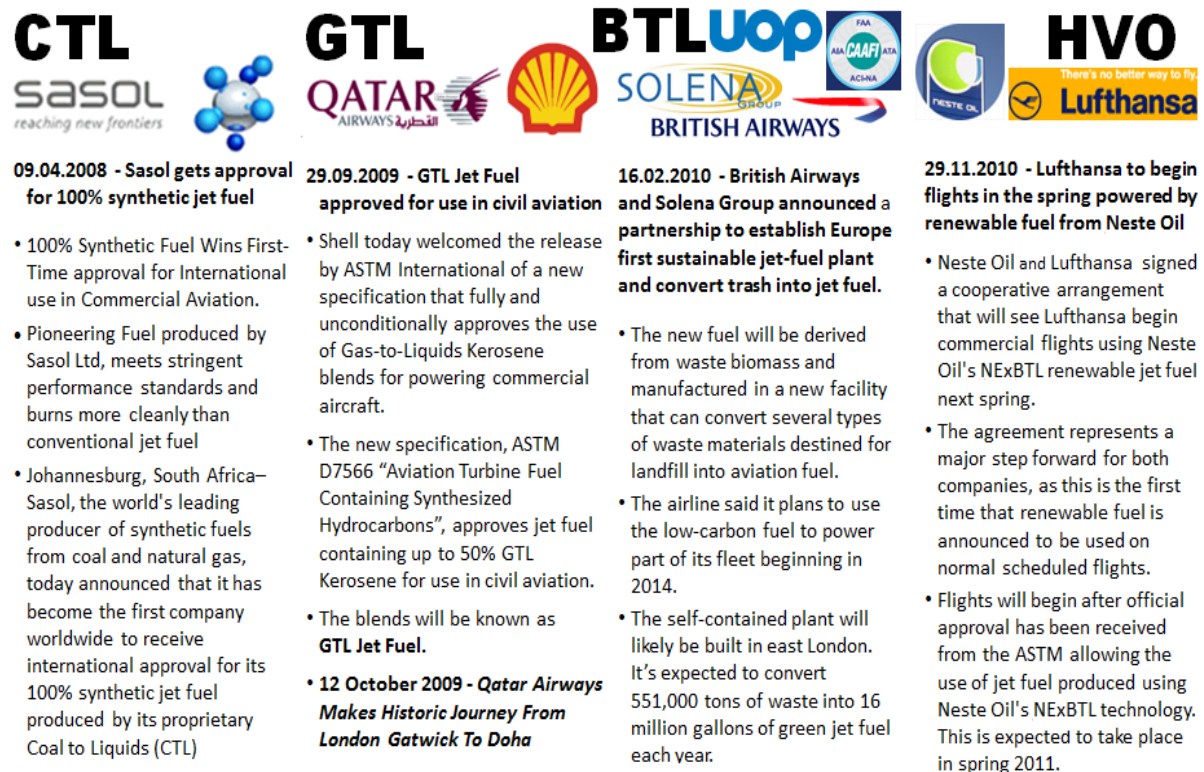 CTL
sasol
reaching new frontiers
09.04.2008 - Sasol gets approval
for 100% synthetic jet fuel
• 100% Synthetic Fuel Wins First-
Time approval for International
use in Commercial Aviation.
• Pioneering Fuel produced by
Sasol Ltd, meets stringent
performance standards and
burns more cleanly than
conventional jet fuel
• Johannesburg, South Africa–
Sasol, the world's leading
producer of synthetic fuels
from coal and natural gas,
today announced that it has
become the first company
worldwide to receive
international approval for its
100% synthetic jet fuel
produced by its proprietary
Coal to Liquids (CTL)
GTL
QATAR
AIRWAYS القطرية
29.09.2009 - GTL Jet Fuel
approved for use in civil aviation
• Shell today welcomed the release
by ASTM International of a new
specification that fully and
unconditionally approves the use
of Gas-to-Liquids Kerosene
blends for powering commercial
aircraft.
• The new specification, ASTM
D7566 “Aviation Turbine Fuel
Containing Synthesized
Hydrocarbons”, approves jet fuel
containing up to 50% GTL
Kerosene for use in civil aviation.
• The blends will be known as
GTL Jet Fuel.
• 12 October 2009 - Qatar Airways
Makes Historic Journey From
London Gatwick To Doha
BTL
uop
FAA
AIA CAAFI ATA
ACI-NA
SOLENA
GROUP
BRITISH AIRWAYS
16.02.2010 - British Airways
and Solena Group announced a
partnership to establish Europe
first sustainable jet-fuel plant
and convert trash into jet fuel.
• The new fuel will be derived
from waste biomass and
manufactured in a new facility
that can convert several types
of waste materials destined for
landfill into aviation fuel.
• The airline said it plans to use
the low-carbon fuel to power
part of its fleet beginning in
2014.
• The self-contained plant will
likely be built in east London.
It’s expected to convert
551,000 tons of waste into 16
million gallons of green jet fuel
each year.
HVO
NESTE OIL
There's no better way to fly.
Lufthansa
29.11.2010 - Lufthansa to begin
flights in the spring powered by
renewable fuel from Neste Oil
• Neste Oil and Lufthansa signed
a cooperative arrangement
that will see Lufthansa begin
commercial flights using Neste
Oil's NExBTL renewable jet fuel
next spring.
• The agreement represents a
major step forward for both
companies, as this is the first
time that renewable fuel is
announced to be used on
normal scheduled flights.
• Flights will begin after official
approval has been received
from the ASTM allowing the
use of jet fuel produced using
Neste Oil's NExBTL technology.
This is expected to take place
in spring 2011.